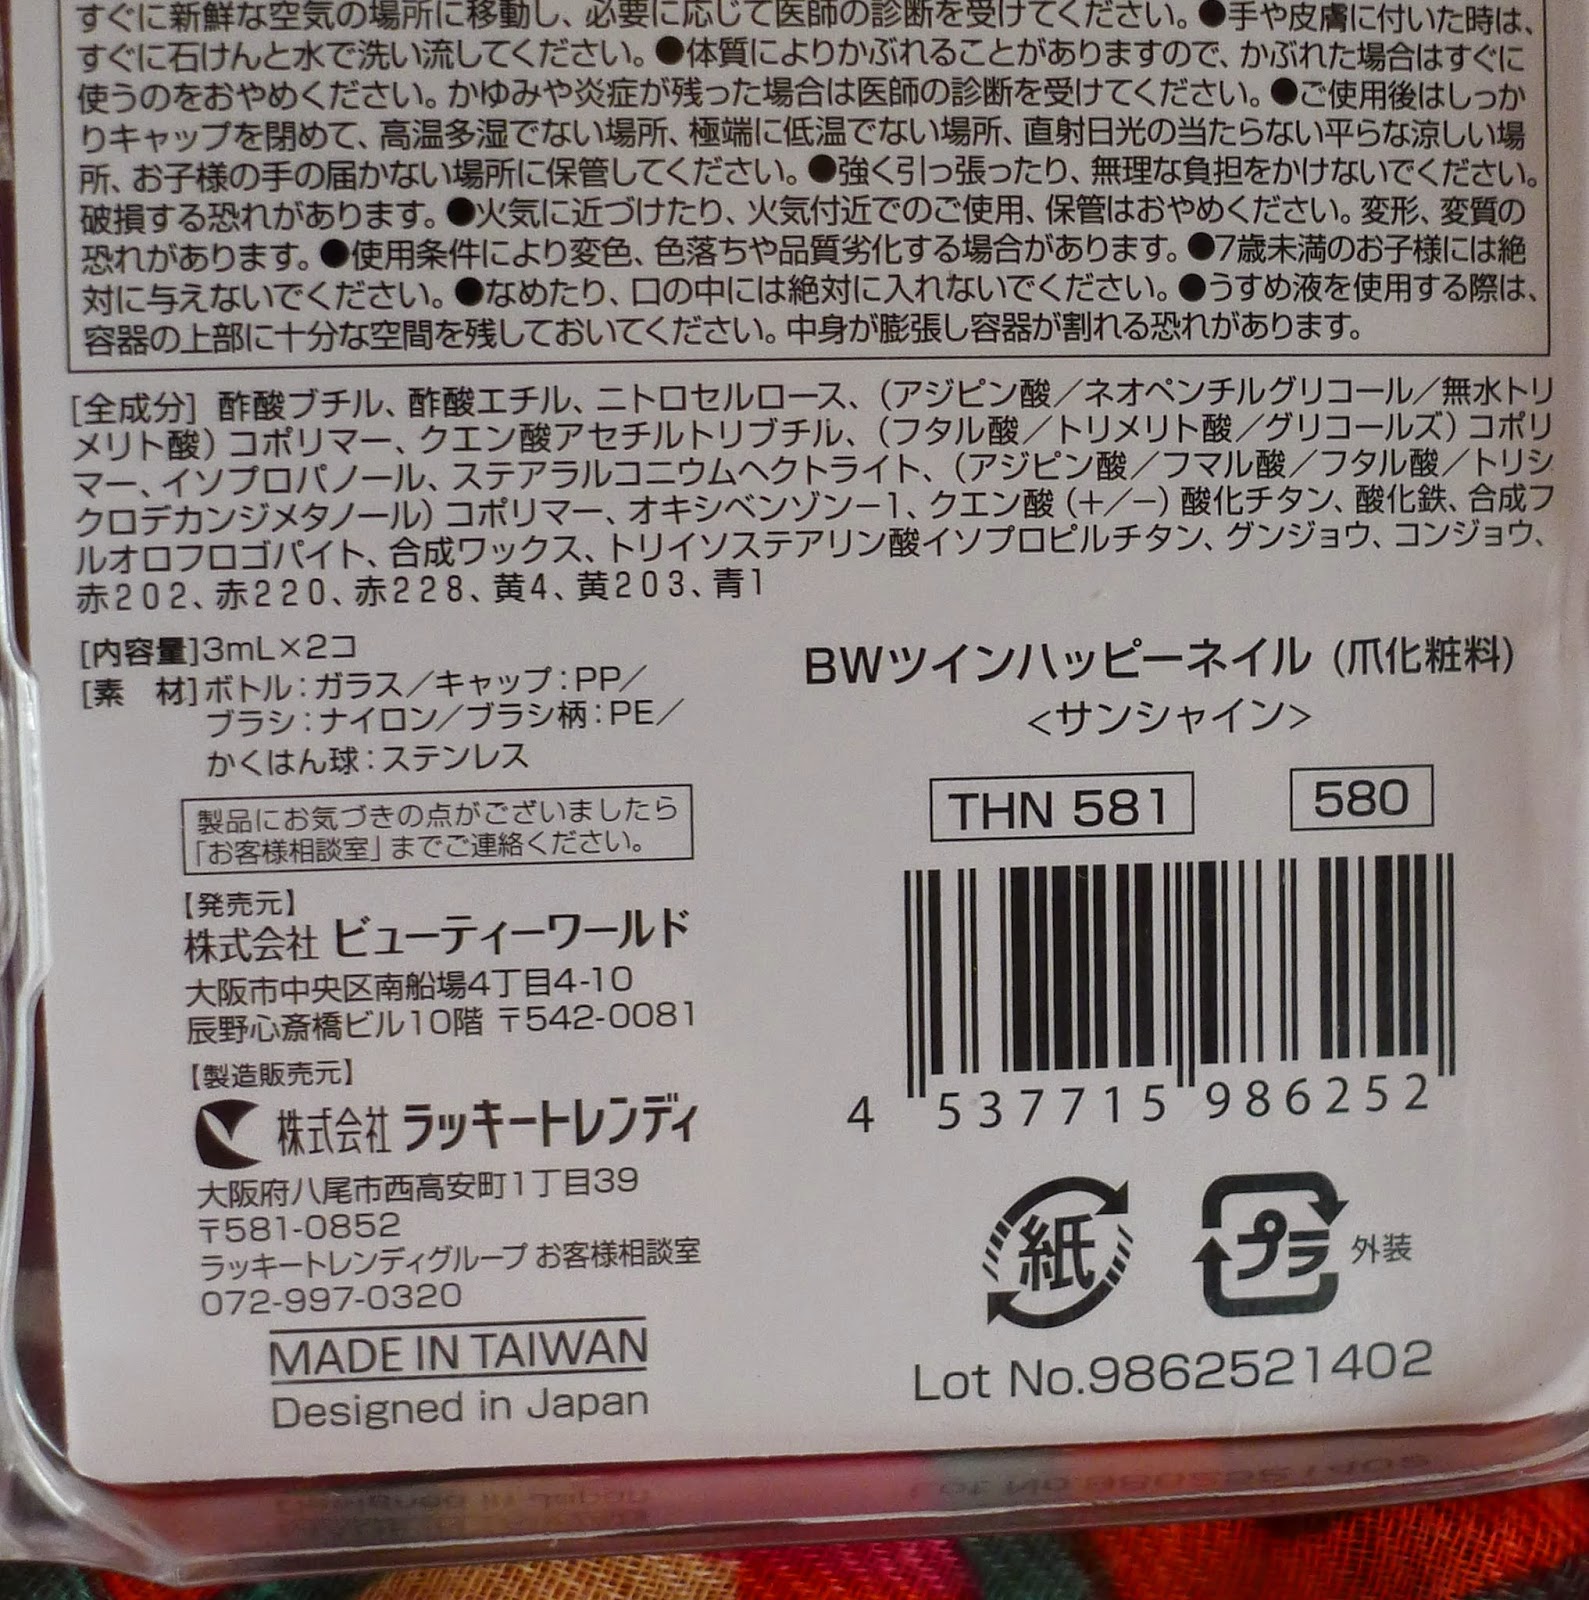 すぐに新鮮な空気の場所に移動し、必要に応じて医師の診断を受けてください。●手や皮膚に付いた時は、
すぐに石けんと水で洗い流してください。●体質によりかぶれることがありますので、かぶれた場合はすぐに
使うのをおやめください。かゆみや炎症が残った場合は医師の診断を受けてください。●ご使用後はしっか
りキャップを閉めて、高温多湿でない場所、極端に低温でない場所、直射日光の当たらない平らな涼しい場
所、お子様の手の届かない場所に保管してください。●強く引っ張ったり、無理な負担をかけないでください。
破損する恐れがあります。●火気に近づけたり、火気付近でのご使用、保管はおやめください。変形、変質の
恐れがあります。●使用条件により変色、色落ちや品質劣化する場合があります。●7歳未満のお子様には絶
対に与えないでください。●なめたり、口の中には絶対に入れないでください。●うすめ液を使用する際は、
容器の上部に十分な空間を残しておいてください。中身が膨張し容器が割れる恐れがあります。
[全成分] 酢酸ブチル、酢酸エチル、ニトロセルロース、(アジピン酸/ネオペンチルグリコール/無水トリ
メリト酸)コポリマー、クエン酸アセチルトリブチル、(フタル酸/トリメリト酸/グリコールズ)コポリ
マー、イソプロパノール、ステアラルコニウムヘクトライト、(アジピン酸/フマル酸/フタル酸/トリシ
クロデカンジメタノール)コポリマー、オキシベンゾン−1、クエン酸(+/−)酸化チタン、酸化鉄、合成フ
ルオロフロゴパイト、合成ワックス、トリイソステアリン酸イソプロピルチタン、グンジョウ、コンジョウ、
赤202、赤220、赤228、黄4、黄203、青1
[内容量]3mL×2コ
[素　材]ボトル:ガラス/キャップ:PP/
ブラシ:ナイロン/ブラシ柄:PE/
かくはん球:ステンレス
製品にお気づきの点がございましたら
「お客様相談室」までご連絡ください。
【発売元】
株式会社 ビューティーワールド
大阪市中央区南船場4丁目4-10
辰野心斎橋ビル10階 〒542-0081
【製造販売元】
株式会社 ラッキートレンディ
大阪府八尾市西高安町1丁目39
〒581-0852
ラッキートレンディグループ お客様相談室
072-997-0320
MADE IN TAIWAN
Designed in Japan
BWツインハッピーネイル(爪化粧料)
<サンシャイン>
THN 581
580
4 537715 986252
紙
プラ 外装
Lot No.9862521402